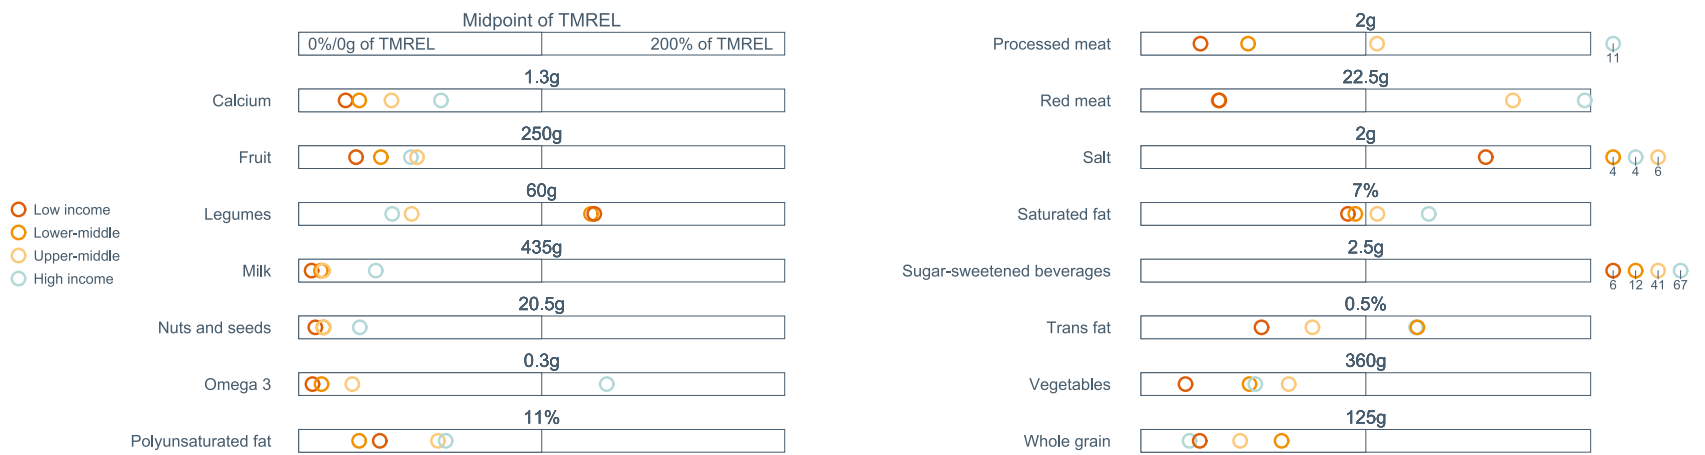 Midpoint of TMREL
0%/0g of TMREL
200% of TMREL
1.3g
Calcium
250g
Fruit
60g
Legumes
435g
Milk
20.5g
Nuts and seeds
0.3g
Omega 3
11%
Polyunsaturated fat
Low income
Lower-middle
Upper-middle
High income
2g
Processed meat
11
22.5g
Red meat
2g
Salt
4 4 6
7%
Saturated fat
2.5g
Sugar-sweetened beverages
6 12 41 67
0.5%
Trans fat
360g
Vegetables
125g
Whole grain